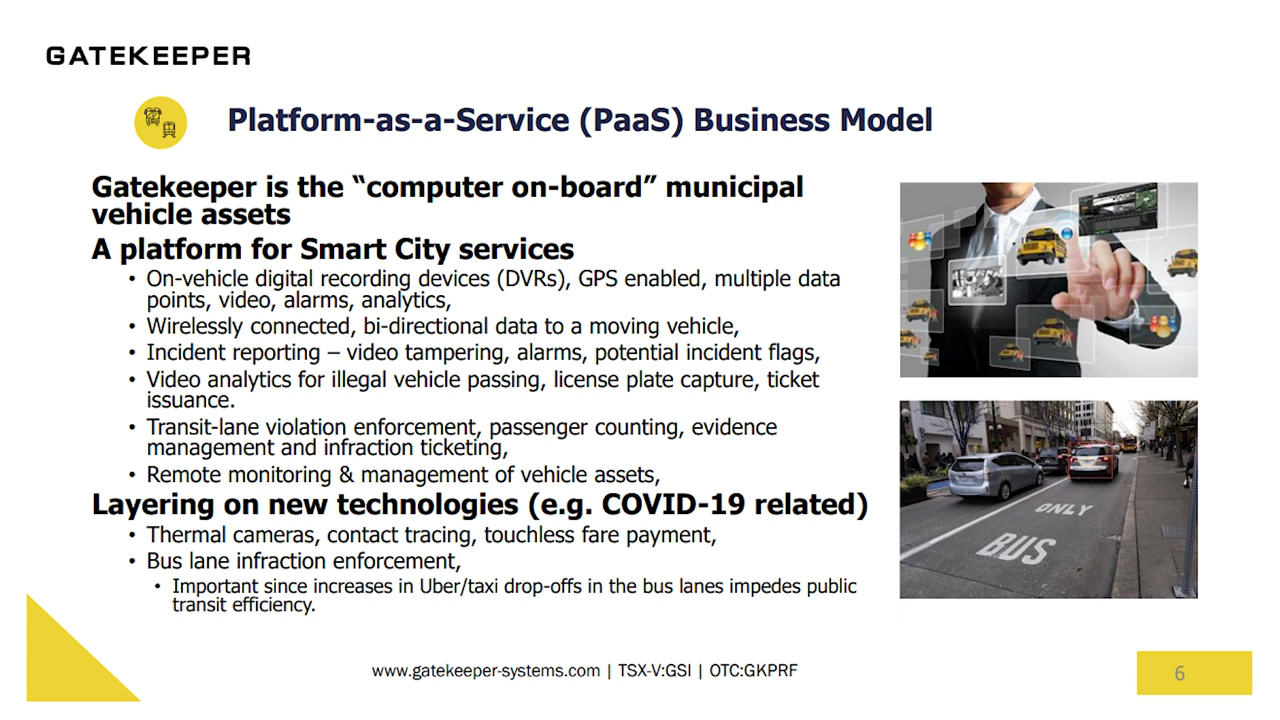 GATEKEEPER
Platform-as-a-Service (PaaS) Business Model
Gatekeeper is the “computer on-board” municipal
vehicle assets
A platform for Smart City services
• On-vehicle digital recording devices (DVRs), GPS enabled, multiple data
points, video, alarms, analytics,
• Wirelessly connected, bi-directional data to a moving vehicle,
• Incident reporting – video tampering, alarms, potential incident flags,
• Video analytics for illegal vehicle passing, license plate capture, ticket
issuance.
• Transit-lane violation enforcement, passenger counting, evidence
management and infraction ticketing,
• Remote monitoring & management of vehicle assets,
Layering on new technologies (e.g. COVID-19 related)
• Thermal cameras, contact tracing, touchless fare payment,
• Bus lane infraction enforcement,
• Important since increases in Uber/taxi drop-offs in the bus lanes impedes public
transit efficiency.
ONLY
BUS
www.gatekeeper-systems.com | TSX-V:GSI | OTC:GKPRF
6